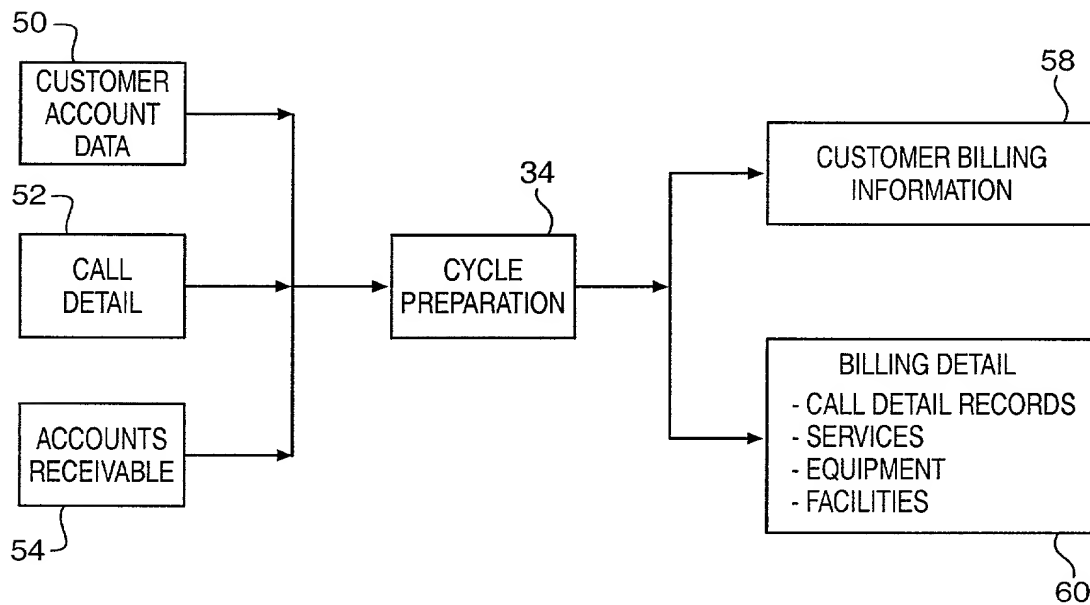 50
CUSTOMER
ACCOUNT
DATA
52
CALL
DETAIL
ACCOUNTS
RECEIVABLE
54
34
CYCLE
PREPARATION
58
CUSTOMER BILLING
INFORMATION
BILLING DETAIL
- CALL DETAIL RECORDS
- SERVICES
- EQUIPMENT
- FACILITIES
60